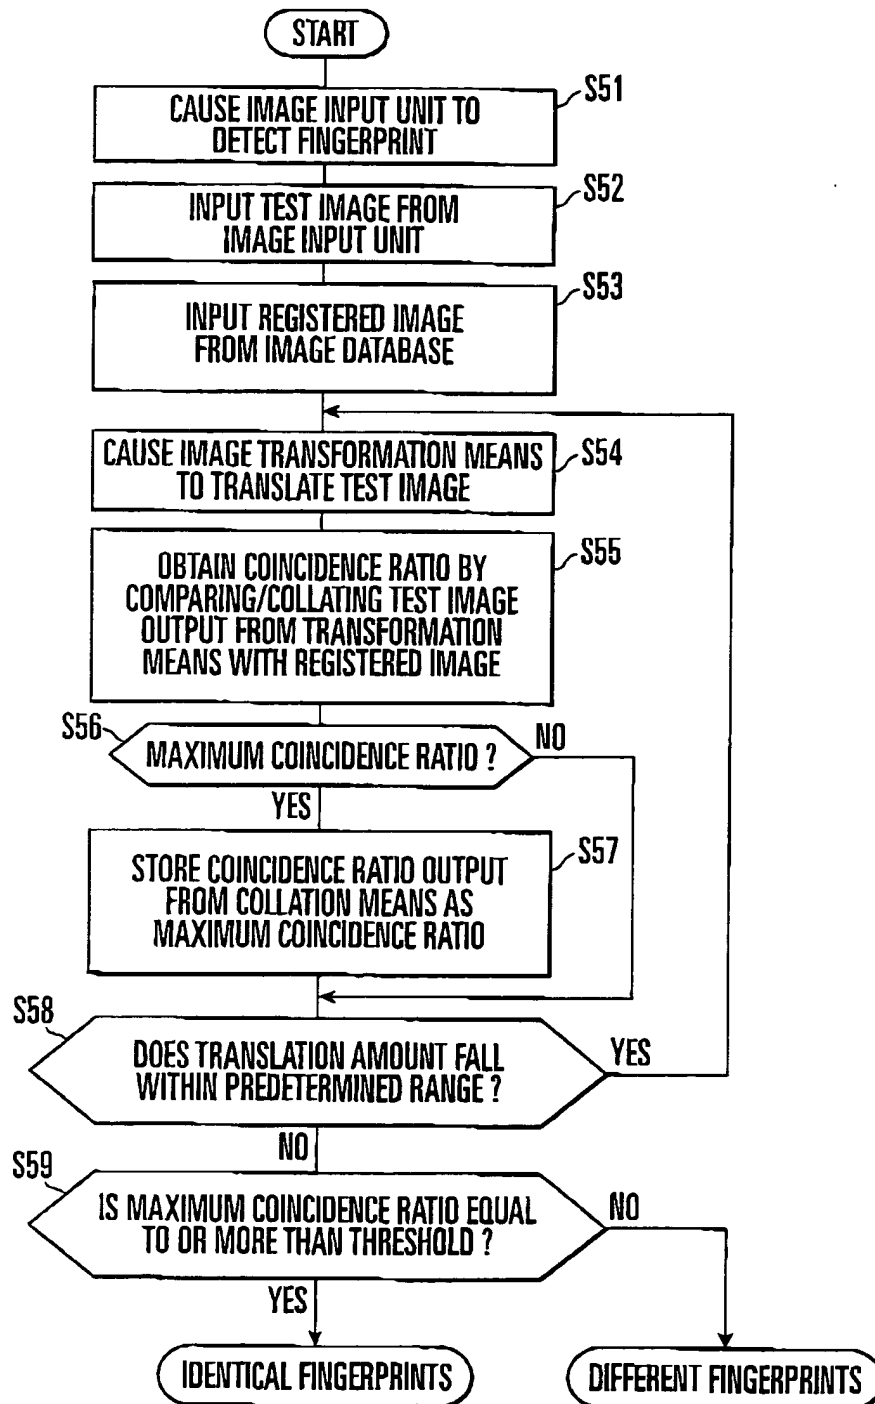 START
S51
CAUSE IMAGE INPUT UNIT TO
DETECT FINGERPRINT
S52
INPUT TEST IMAGE FROM
IMAGE INPUT UNIT
S53
INPUT REGISTERED IMAGE
FROM IMAGE DATABASE
CAUSE IMAGE TRANSFORMATION MEANS
TO TRANSLATE TEST IMAGE
S54
S55
OBTAIN COINCIDENCE RATIO BY
COMPARING/COLLATING TEST IMAGE
OUTPUT FROM TRANSFORMATION
MEANS WITH REGISTERED IMAGE
S56
MAXIMUM COINCIDENCE RATIO ?
NO
YES
S57
STORE COINCIDENCE RATIO OUTPUT
FROM COLLATION MEANS AS
MAXIMUM COINCIDENCE RATIO
S58
DOES TRANSLATION AMOUNT FALL
WITHIN PREDETERMINED RANGE ?
YES
NO
S59
IS MAXIMUM COINCIDENCE RATIO EQUAL
TO OR MORE THAN THRESHOLD ?
NO
YES
IDENTICAL FINGERPRINTS
DIFFERENT FINGERPRINTS